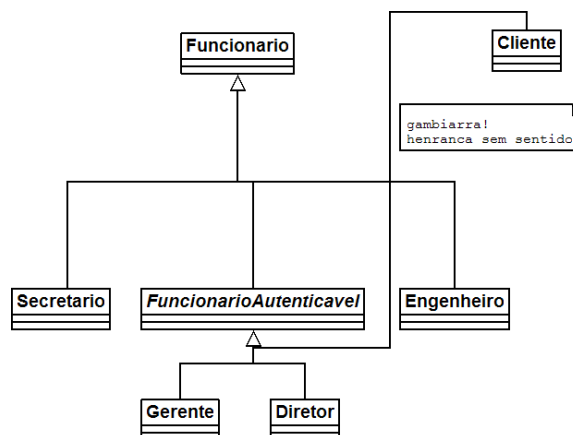 Funcionario
Cliente
gambiarra!
henranca sem sentido
Secretario
FuncionarioAutenticavel
Engenheiro
Gerente
Diretor